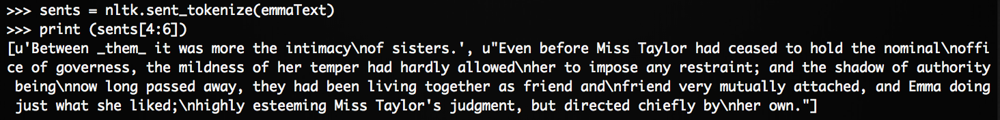 >>> sents = nltk.sent_tokenize(emmaText)
>>> print (sents[4:6])
[u'Between _them_ it was more the intimacy\nof sisters.', u"Even before Miss Taylor had ceased to hold the nominal\noffi
ce of governess, the mildness of her temper had hardly allowed\nher to impose any restraint; and the shadow of authority
 being\nnow long passed away, they had been living together as friend and\nfriend very mutually attached, and Emma doing
 just what she liked;\nhighly esteeming Miss Taylor's judgment, but directed chiefly by\nher own."]